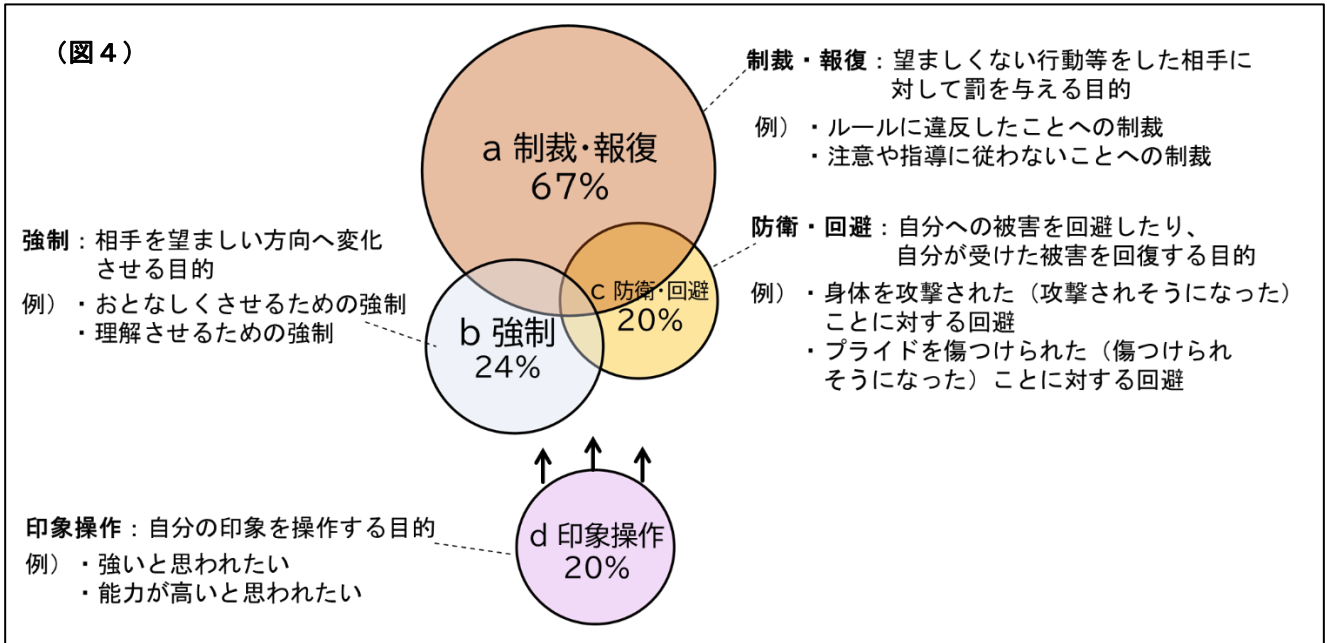 （図４）
制裁・報復：望ましくない行動等をした相手に
対して罰を与える目的
例）・ルールに違反したことへの制裁
・注意や指導に従わないことへの制裁
a 制裁・報復
67%
強制：相手を望ましい方向へ変化
させる目的
例）・おとなしくさせるための強制
・理解させるための強制
防衛・回避：自分への被害を回避したり、
自分が受けた被害を回復する目的
例）・身体を攻撃された（攻撃されそうになった）
ことに対する回避
・プライドを傷つけられた（傷つけられ
そうになった）ことに対する回避
c 防衛・回避
20%
b 強制
24%
印象操作：自分の印象を操作する目的
例）・強いと思われたい
・能力が高いと思われたい
d 印象操作
20%